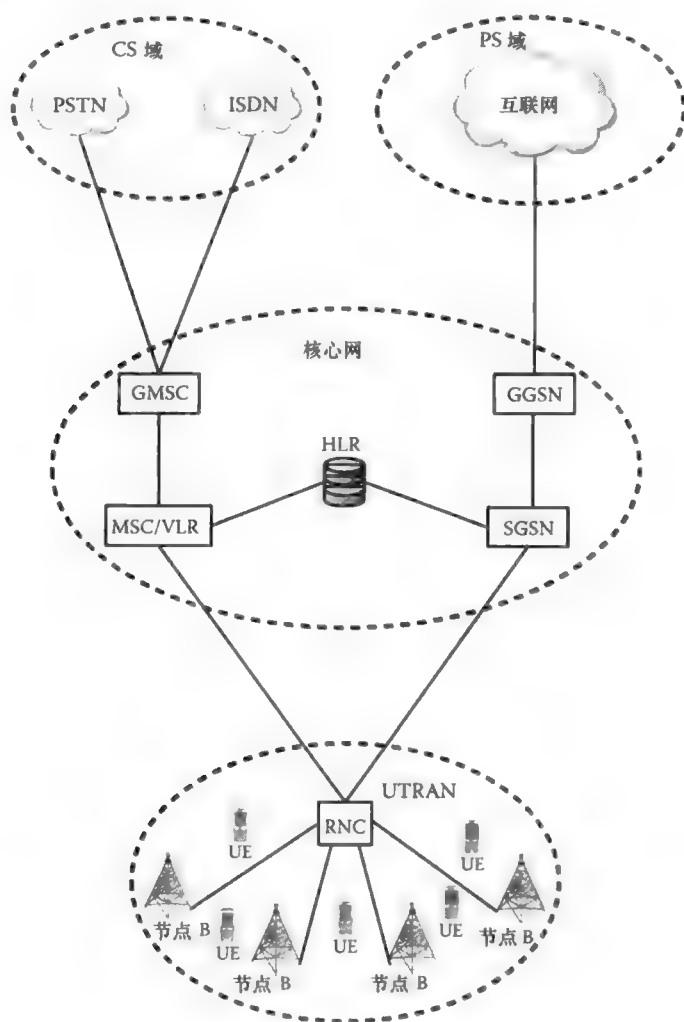 CS 域
PS 域
PSTN
ISDN
互联网
核心网
GMSC
GGSN
HLR
MSC/VLR
SGSN
UTRAN
RNC
UE
UE
节点 B
UE
节点 B
UE
节点 B
UE
节点 B